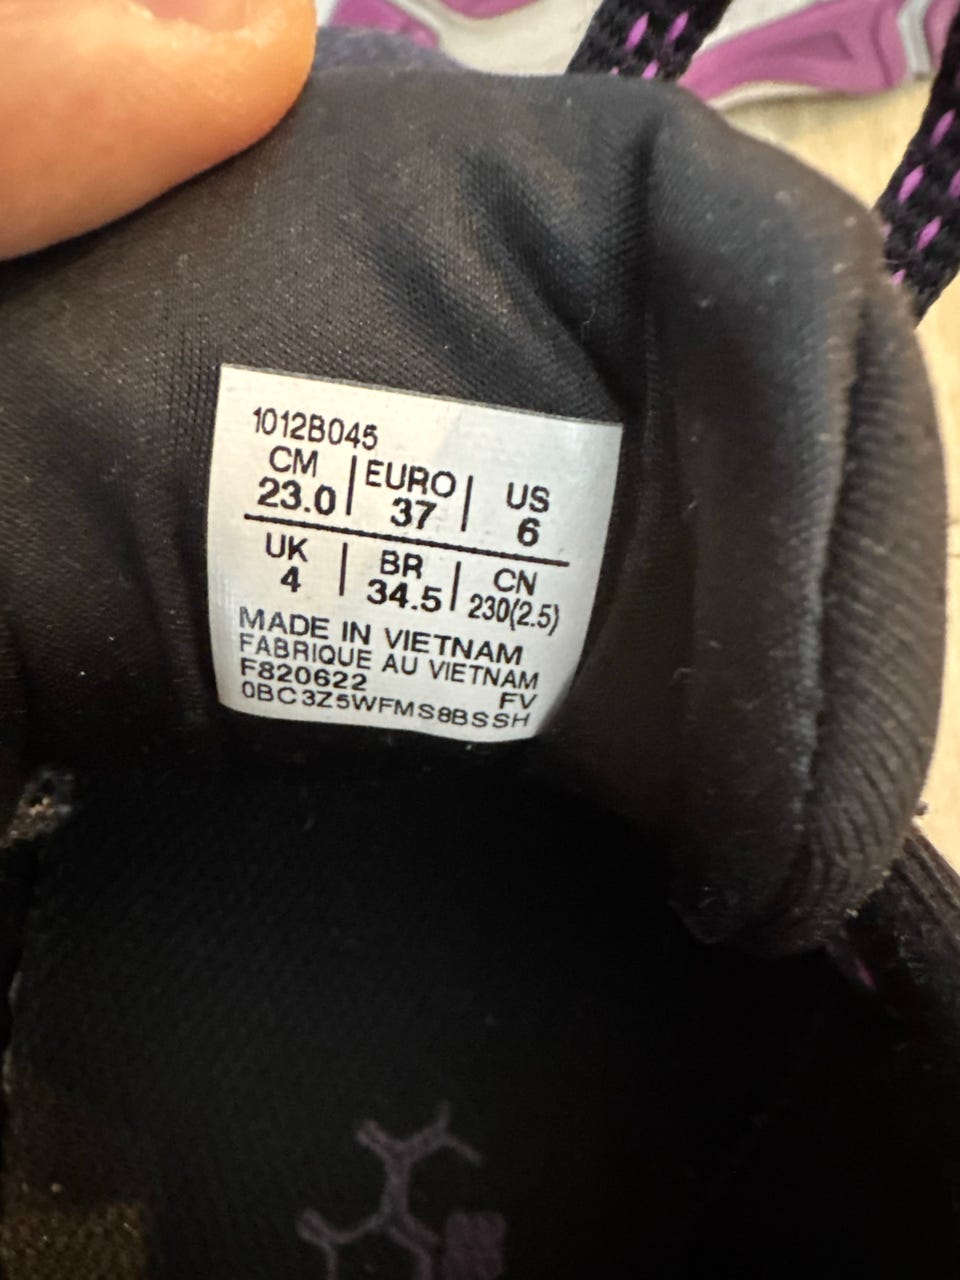 1012B045
CM | EURO | US
23.0 | 37 | 6
UK | BR | CN
4 | 34.5 | 230(2.5)
MADE IN VIETNAM
FABRIQUE AU VIETNAM
F820622 FV
0BC3Z5WFMS8BSSH